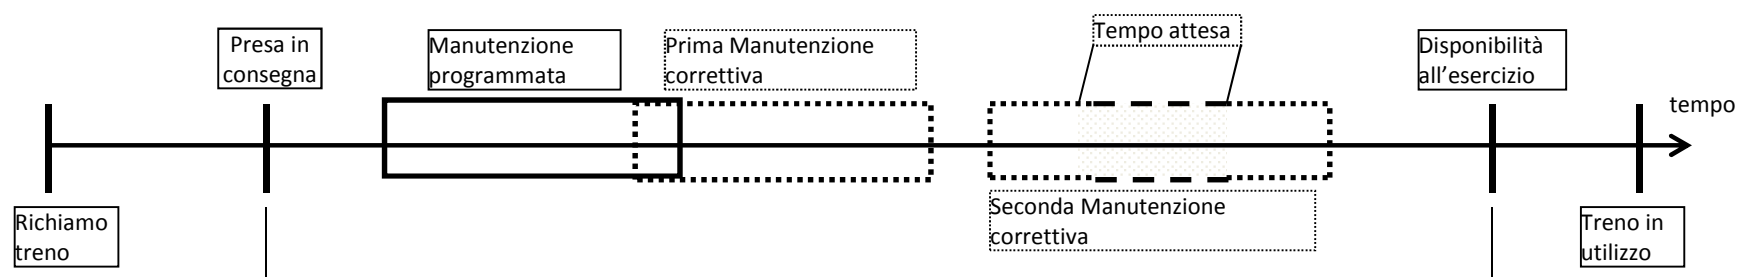 Presa in
consegna
Manutenzione
programmata
Prima Manutenzione
correttiva
Tempo attesa
Disponibilità
all'esercizio
tempo
Richiamo
treno
Seconda Manutenzione
correttiva
Treno in
utilizzo